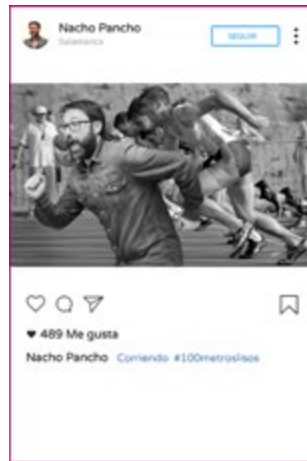 Nacho Pancho
Salamanca
SEGUIR
489 Me gusta
Nacho Pancho Corriendo #100metroslisos